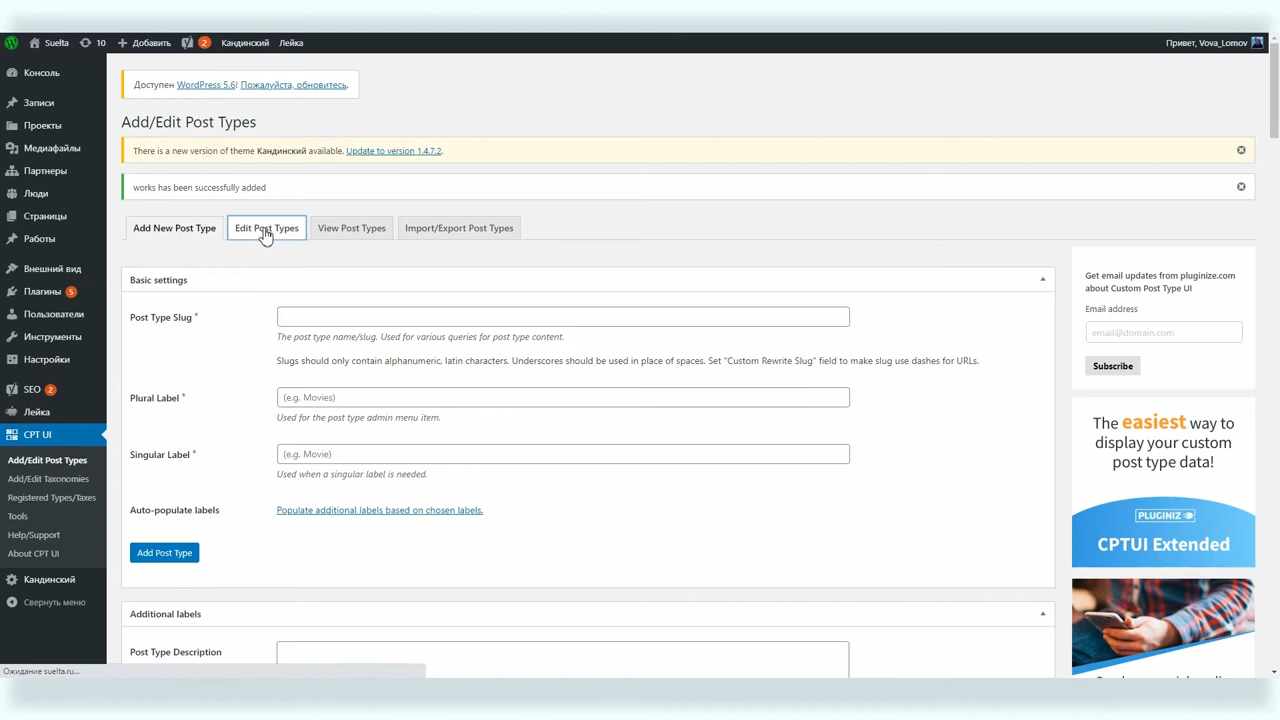 Suelta
10
Добавить
2
Кандинский
Лейка
Привет, Vova_Lomov
Консоль
Записи
Проекты
Медиафайлы
Партнеры
Люди
Страницы
Работы
Внешний вид
Плагины 5
Пользователи
Инструменты
Настройки
SEO 2
Лейка
CPT UI
Add/Edit Post Types
Add/Edit Taxonomies
Registered Types/Taxes
Tools
Help/Support
About CPT UI
Кандинский
Свернуть меню
Доступен WordPress 5.6! Пожалуйста, обновитесь.
Add/Edit Post Types
There is a new version of theme Кандинский available. Update to version 1.4.7.2.
works has been successfully added
Add New Post Type
Edit Post Types
View Post Types
Import/Export Post Types
Basic settings
Post Type Slug *
The post type name/slug. Used for various queries for post type content.
Slugs should only contain alphanumeric, latin characters. Underscores should be used in place of spaces. Set "Custom Rewrite Slug" field to make slug use dashes for URLs.
Plural Label *
(e.g. Movies)
Used for the post type admin menu item.
Singular Label *
(e.g. Movie)
Used when a singular label is needed.
Auto-populate labels
Populate additional labels based on chosen labels.
Add Post Type
Additional labels
Post Type Description
Get email updates from pluginize.com
about Custom Post Type UI
Email address
email@domain.com
Subscribe
The easiest way to
display your custom
post type data!
PLUGINIZ
CPTUI Extended
Ожидание suelta.ru...